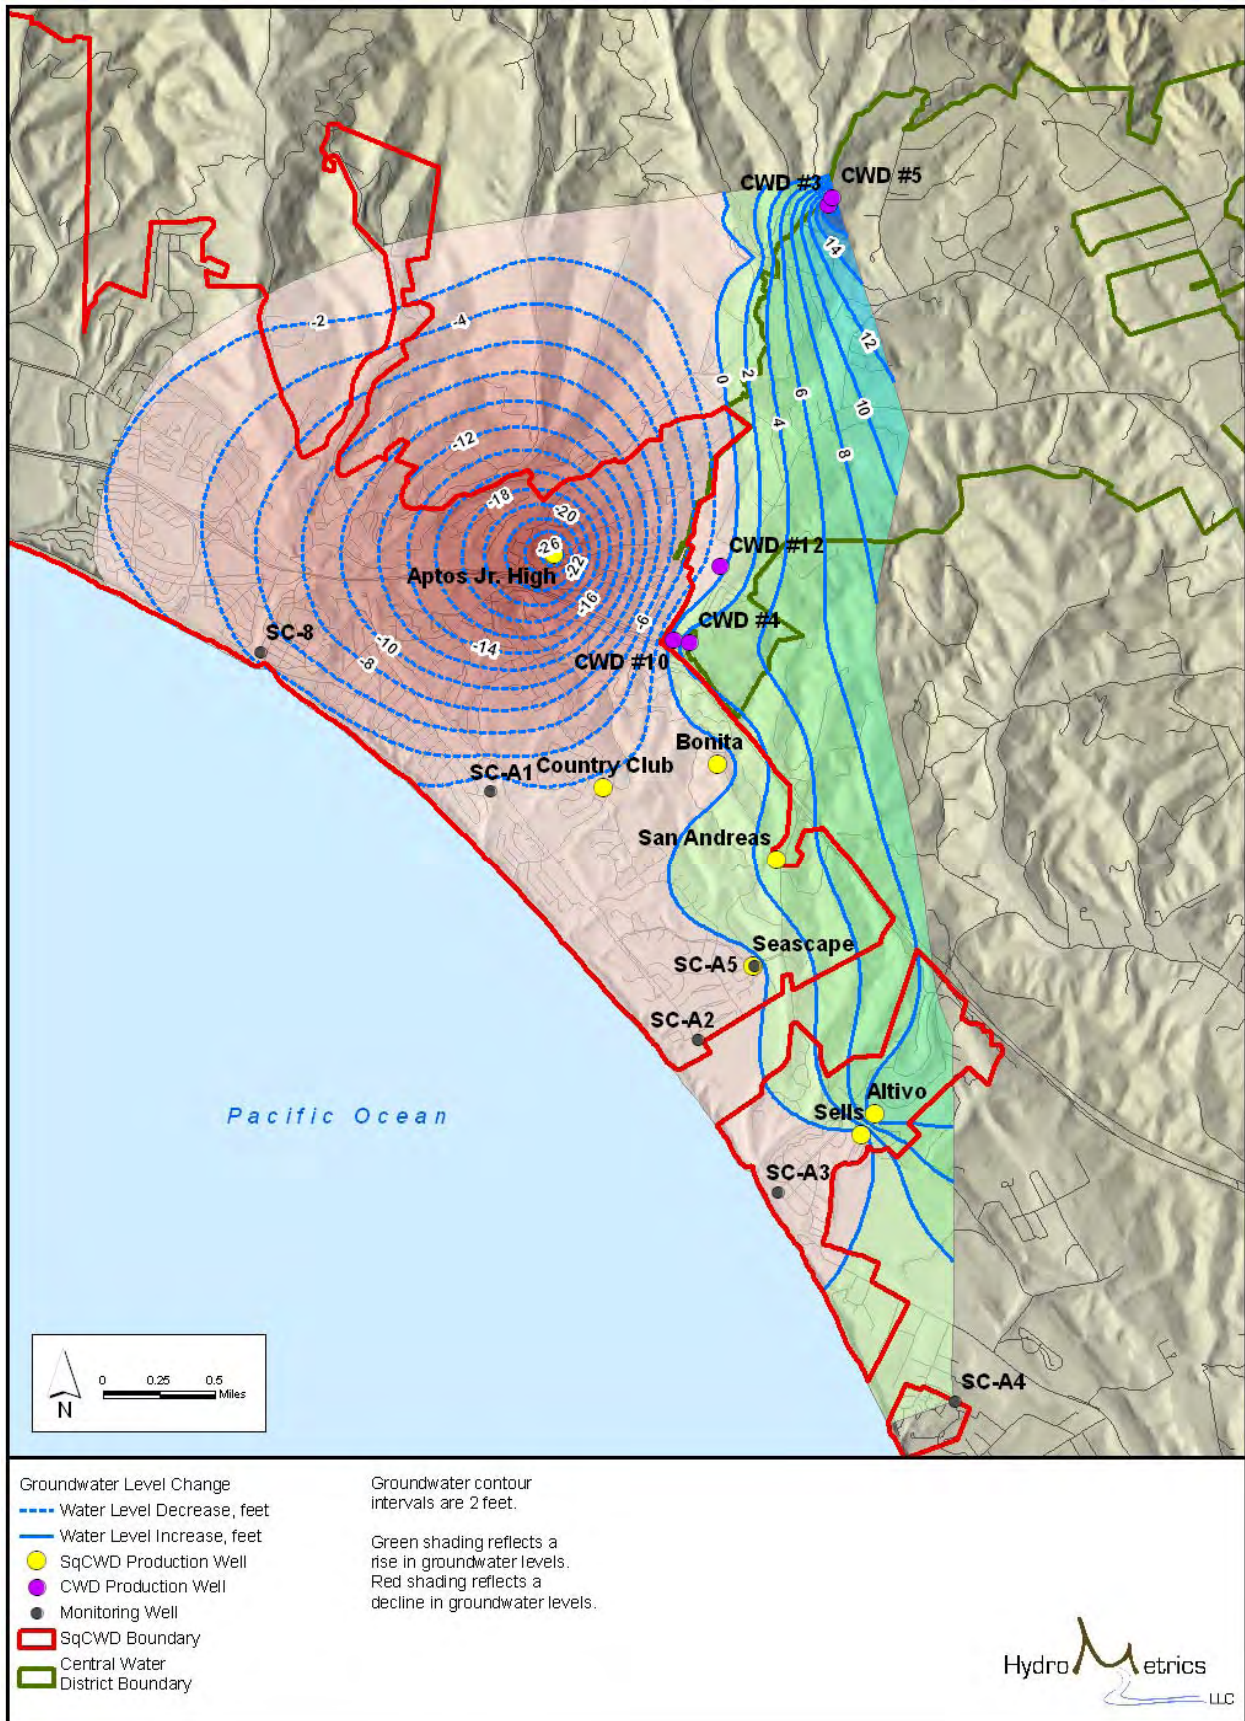 CWD #5
CWD #3
14
-2
-4
12
0
2
6
10
4
-12
8
-18
-20
-26
CWD #12
-22
Aptos Jr. High
-16
-6
CWD #4
SC-8
-10
-14
-8
CWD #10
Bonita
SC-A1
Country Club
San Andreas
Seascape
SC-A5
SC-A2
Altivo
Pacific Ocean
Sells
SC-A3
SC-A4
0 0.25 0.5
Miles
N
Groundwater Level Change
Water Level Decrease, feet
Water Level Increase, feet
SqCWD Production Well
CWD Production Well
Monitoring Well
SqCWD Boundary
Central Water
District Boundary
Groundwater contour
intervals are 2 feet.
Green shading reflects a
rise in groundwater levels.
Red shading reflects a
decline in groundwater levels.
Hydro Metrics
LLC